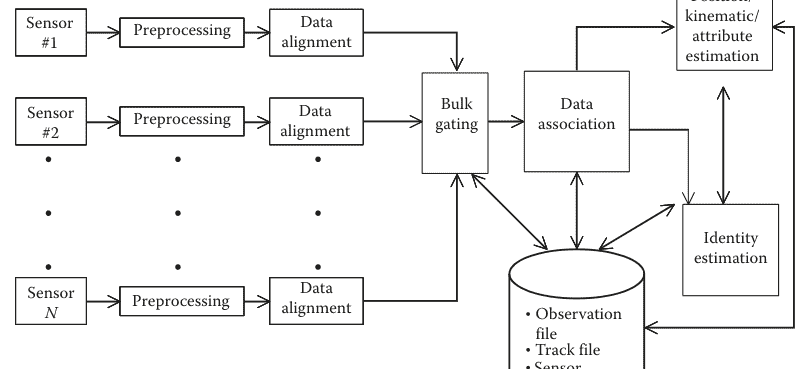 Sensor
#1
Preprocessing
Data
alignment
kinematic/
attribute
estimation
Sensor
#2
Preprocessing
Data
alignment
Bulk
gating
Data
association
Identity
estimation
Sensor
N
Preprocessing
Data
alignment
• Observation
file
• Track file
• Sensor